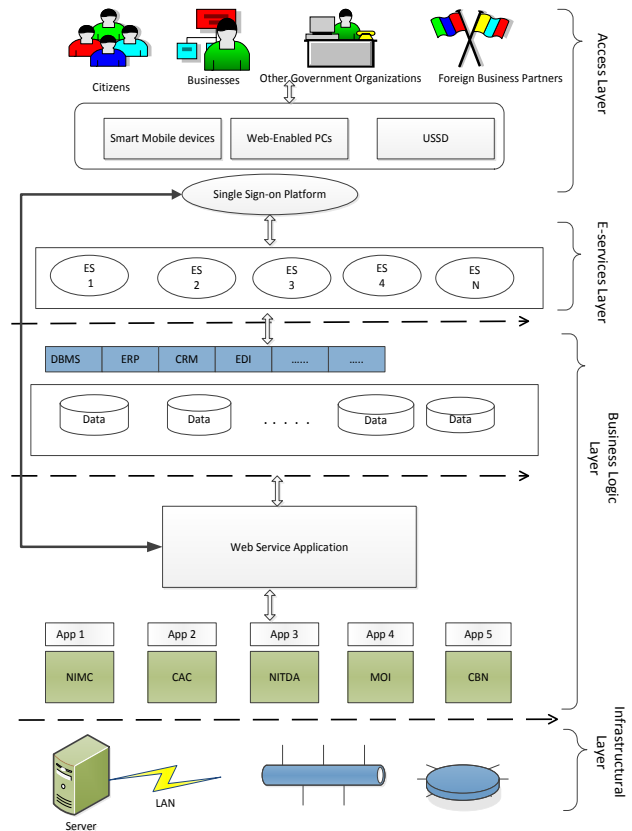 Citizens
Businesses
Other Government Organizations
Foreign Business Partners
Access Layer
Smart Mobile devices
Web-Enabled PCs
USSD
Single Sign-on Platform
E-services Layer
ES
1
ES
2
ES
3
ES
4
ES
N
DBMS
ERP
CRM
EDI
......
.....
Data
Data
. . . . .
Data
Data
Business Logic
Layer
Web Service Application
App 1
App 2
App 3
App 4
App 5
NIMC
CAC
NITDA
MOI
CBN
Infrastructural
Layer
LAN
Server